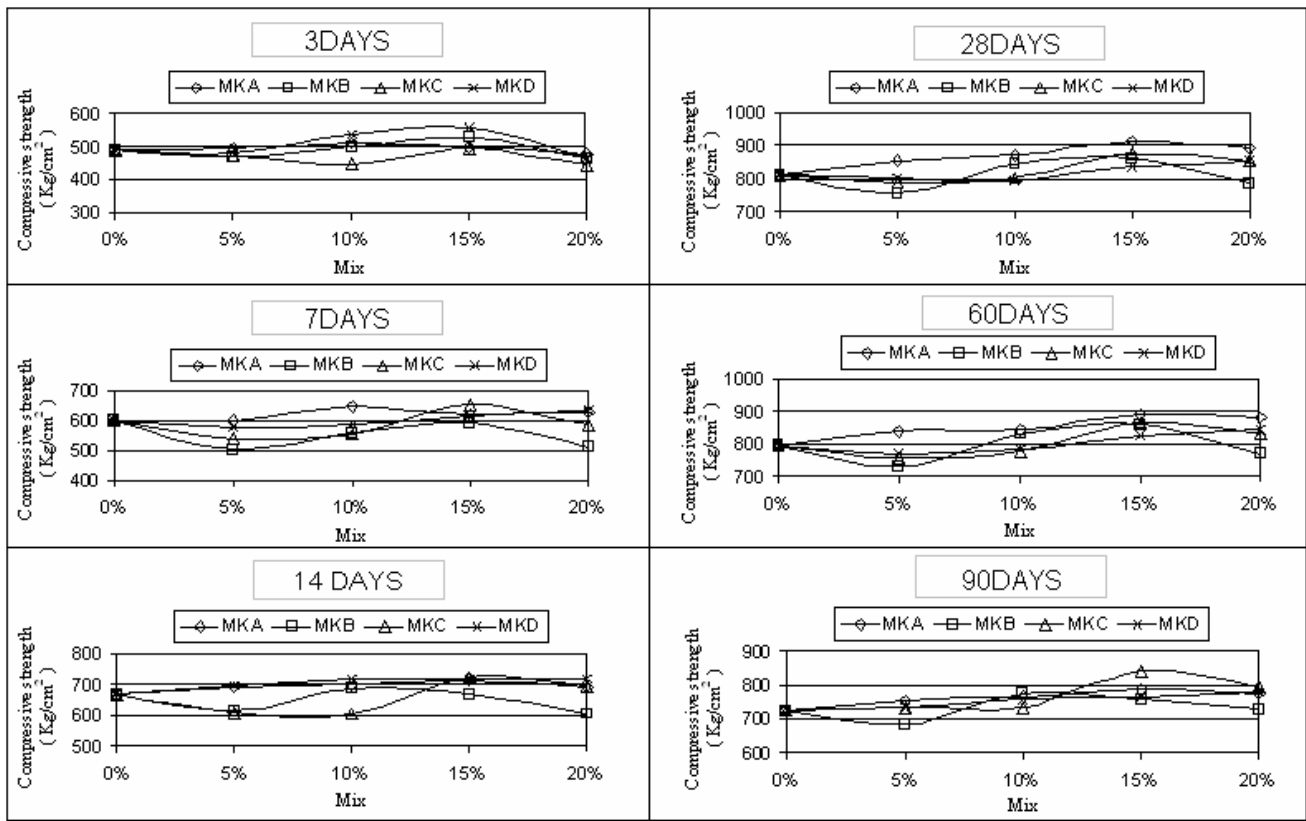 3DAYS
MKA MKB MKC MKD
Compressive strength
( Kg/cm²)
600
500
400
300
0% 5% 10% 15% 20%
Mix
28DAYS
MKA MKB MKC MKD
Compressive strength
( Kg/cm²)
1000
900
800
700
0% 5% 10% 15% 20%
Mix
7DAYS
MKA MKB MKC MKD
Compressive strength
( Kg/cm²)
700
600
500
400
0% 5% 10% 15% 20%
Mix
60DAYS
MKA MKB MKC MKD
Compressive strength
( Kg/cm²)
1000
900
800
700
0% 5% 10% 15% 20%
Mix
14 DAYS
MKA MKB MKC MKD
Compressive strength
( Kg/cm²)
800
700
600
500
0% 5% 10% 15% 20%
Mix
90DAYS
MKA MKB MKC MKD
Compressive strength
( Kg/cm²)
900
800
700
600
0% 5% 10% 15% 20%
Mix